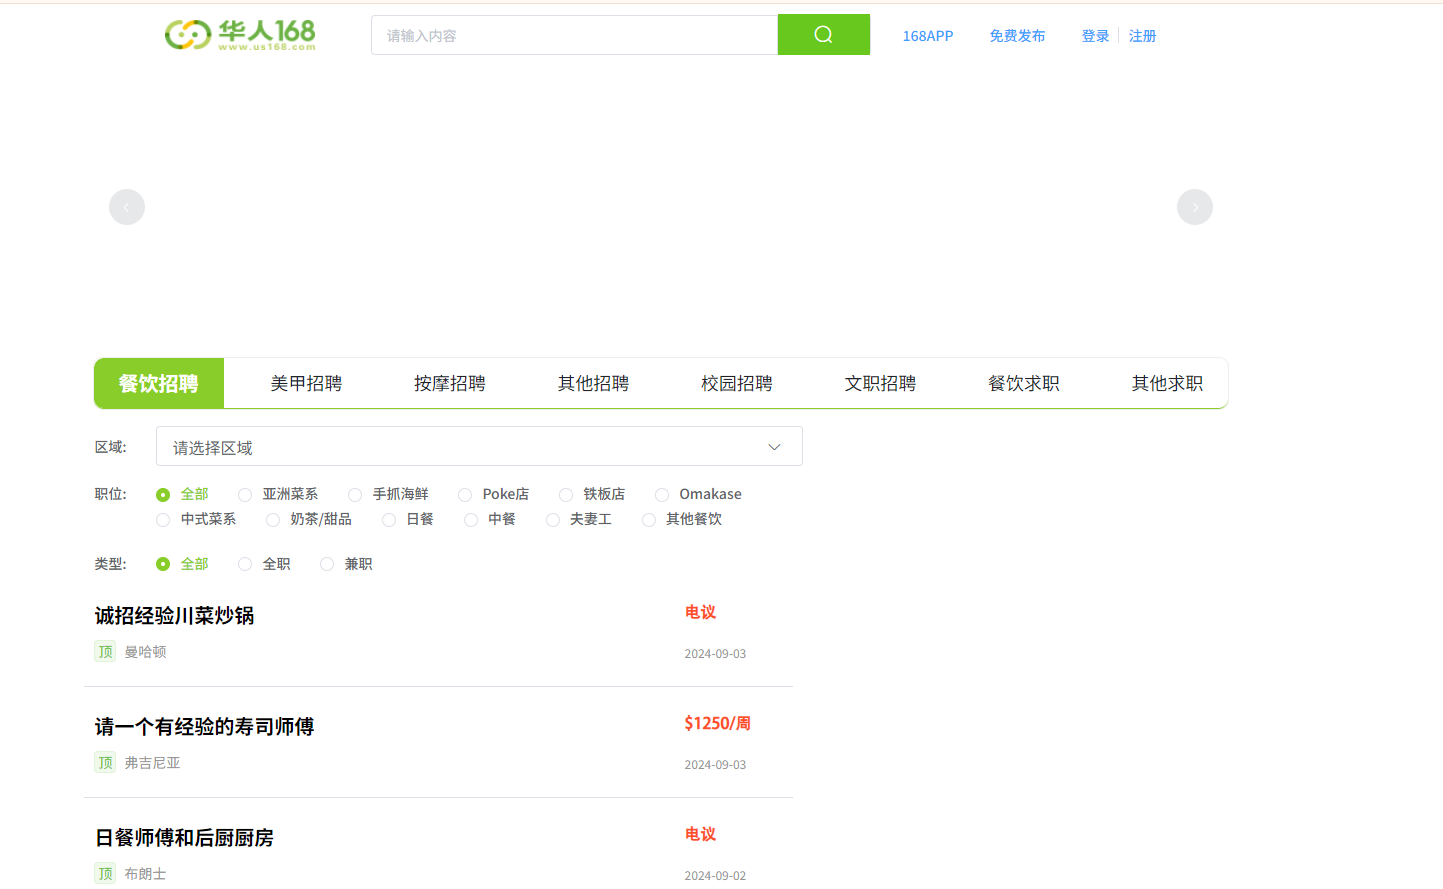 华人168
www.us168.com
请输入内容
168APP 免费发布 登录 注册
餐饮招聘 美甲招聘 按摩招聘 其他招聘 校园招聘 文职招聘 餐饮求职 其他求职
区域: 请选择区域
职位: 全部 亚洲菜系 手抓海鲜 Poke店 铁板店 Omakase
中式菜系 奶茶/甜品 日餐 中餐 夫妻工 其他餐饮
类型: 全部 全职 兼职
诚招经验川菜炒锅 电议
顶 曼哈顿 2024-09-03
请一个有经验的寿司师傅 $1250/周
顶 弗吉尼亚 2024-09-03
日餐师傅和后厨厨房 电议
顶 布朗士 2024-09-02